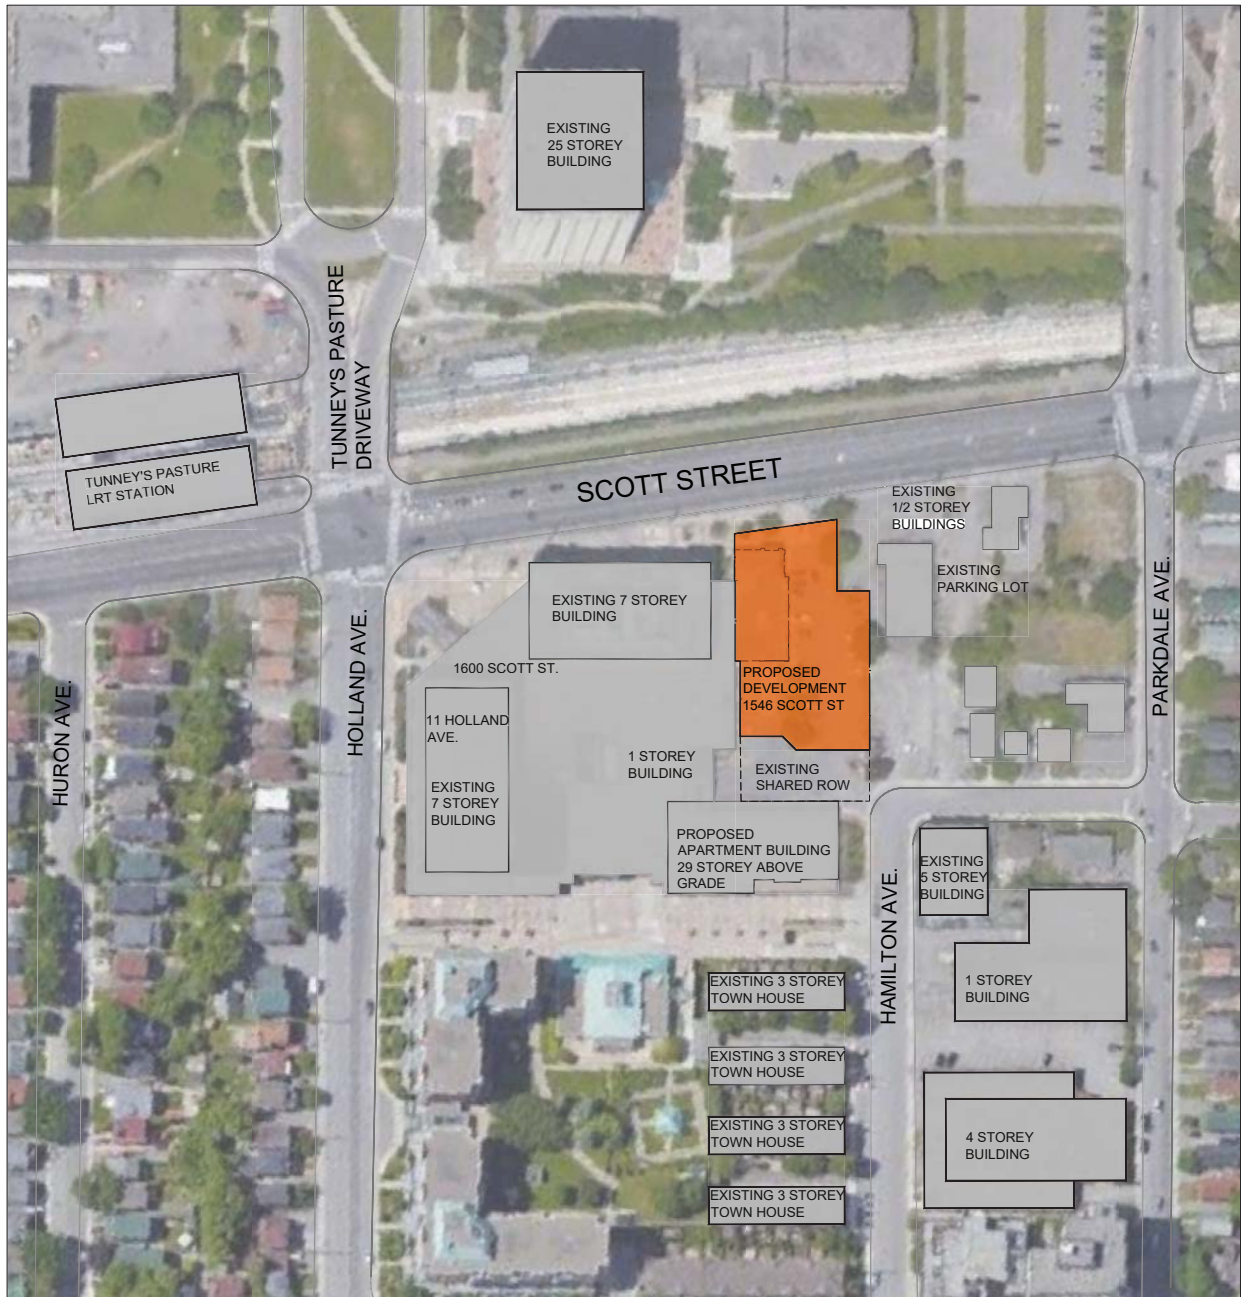 EXISTING
25 STOREY
BUILDING
TUNNEY'S PASTURE
DRIVEWAY
TUNNEY'S PASTURE
LRT STATION
SCOTT STREET
EXISTING
1/2 STOREY
BUILDINGS
EXISTING
PARKING LOT
EXISTING 7 STOREY
BUILDING
1600 SCOTT ST.
PROPOSED
DEVELOPMENT
1546 SCOTT ST
HURON AVE.
HOLLAND AVE.
PARKDALE AVE.
11 HOLLAND
AVE.
EXISTING
7 STOREY
BUILDING
1 STOREY
BUILDING
EXISTING
SHARED ROW
PROPOSED
APARTMENT BUILDING
29 STOREY ABOVE
GRADE
HAMILTON AVE.
EXISTING
5 STOREY
BUILDING
1 STOREY
BUILDING
EXISTING 3 STOREY
TOWN HOUSE
EXISTING 3 STOREY
TOWN HOUSE
EXISTING 3 STOREY
TOWN HOUSE
EXISTING 3 STOREY
TOWN HOUSE
4 STOREY
BUILDING